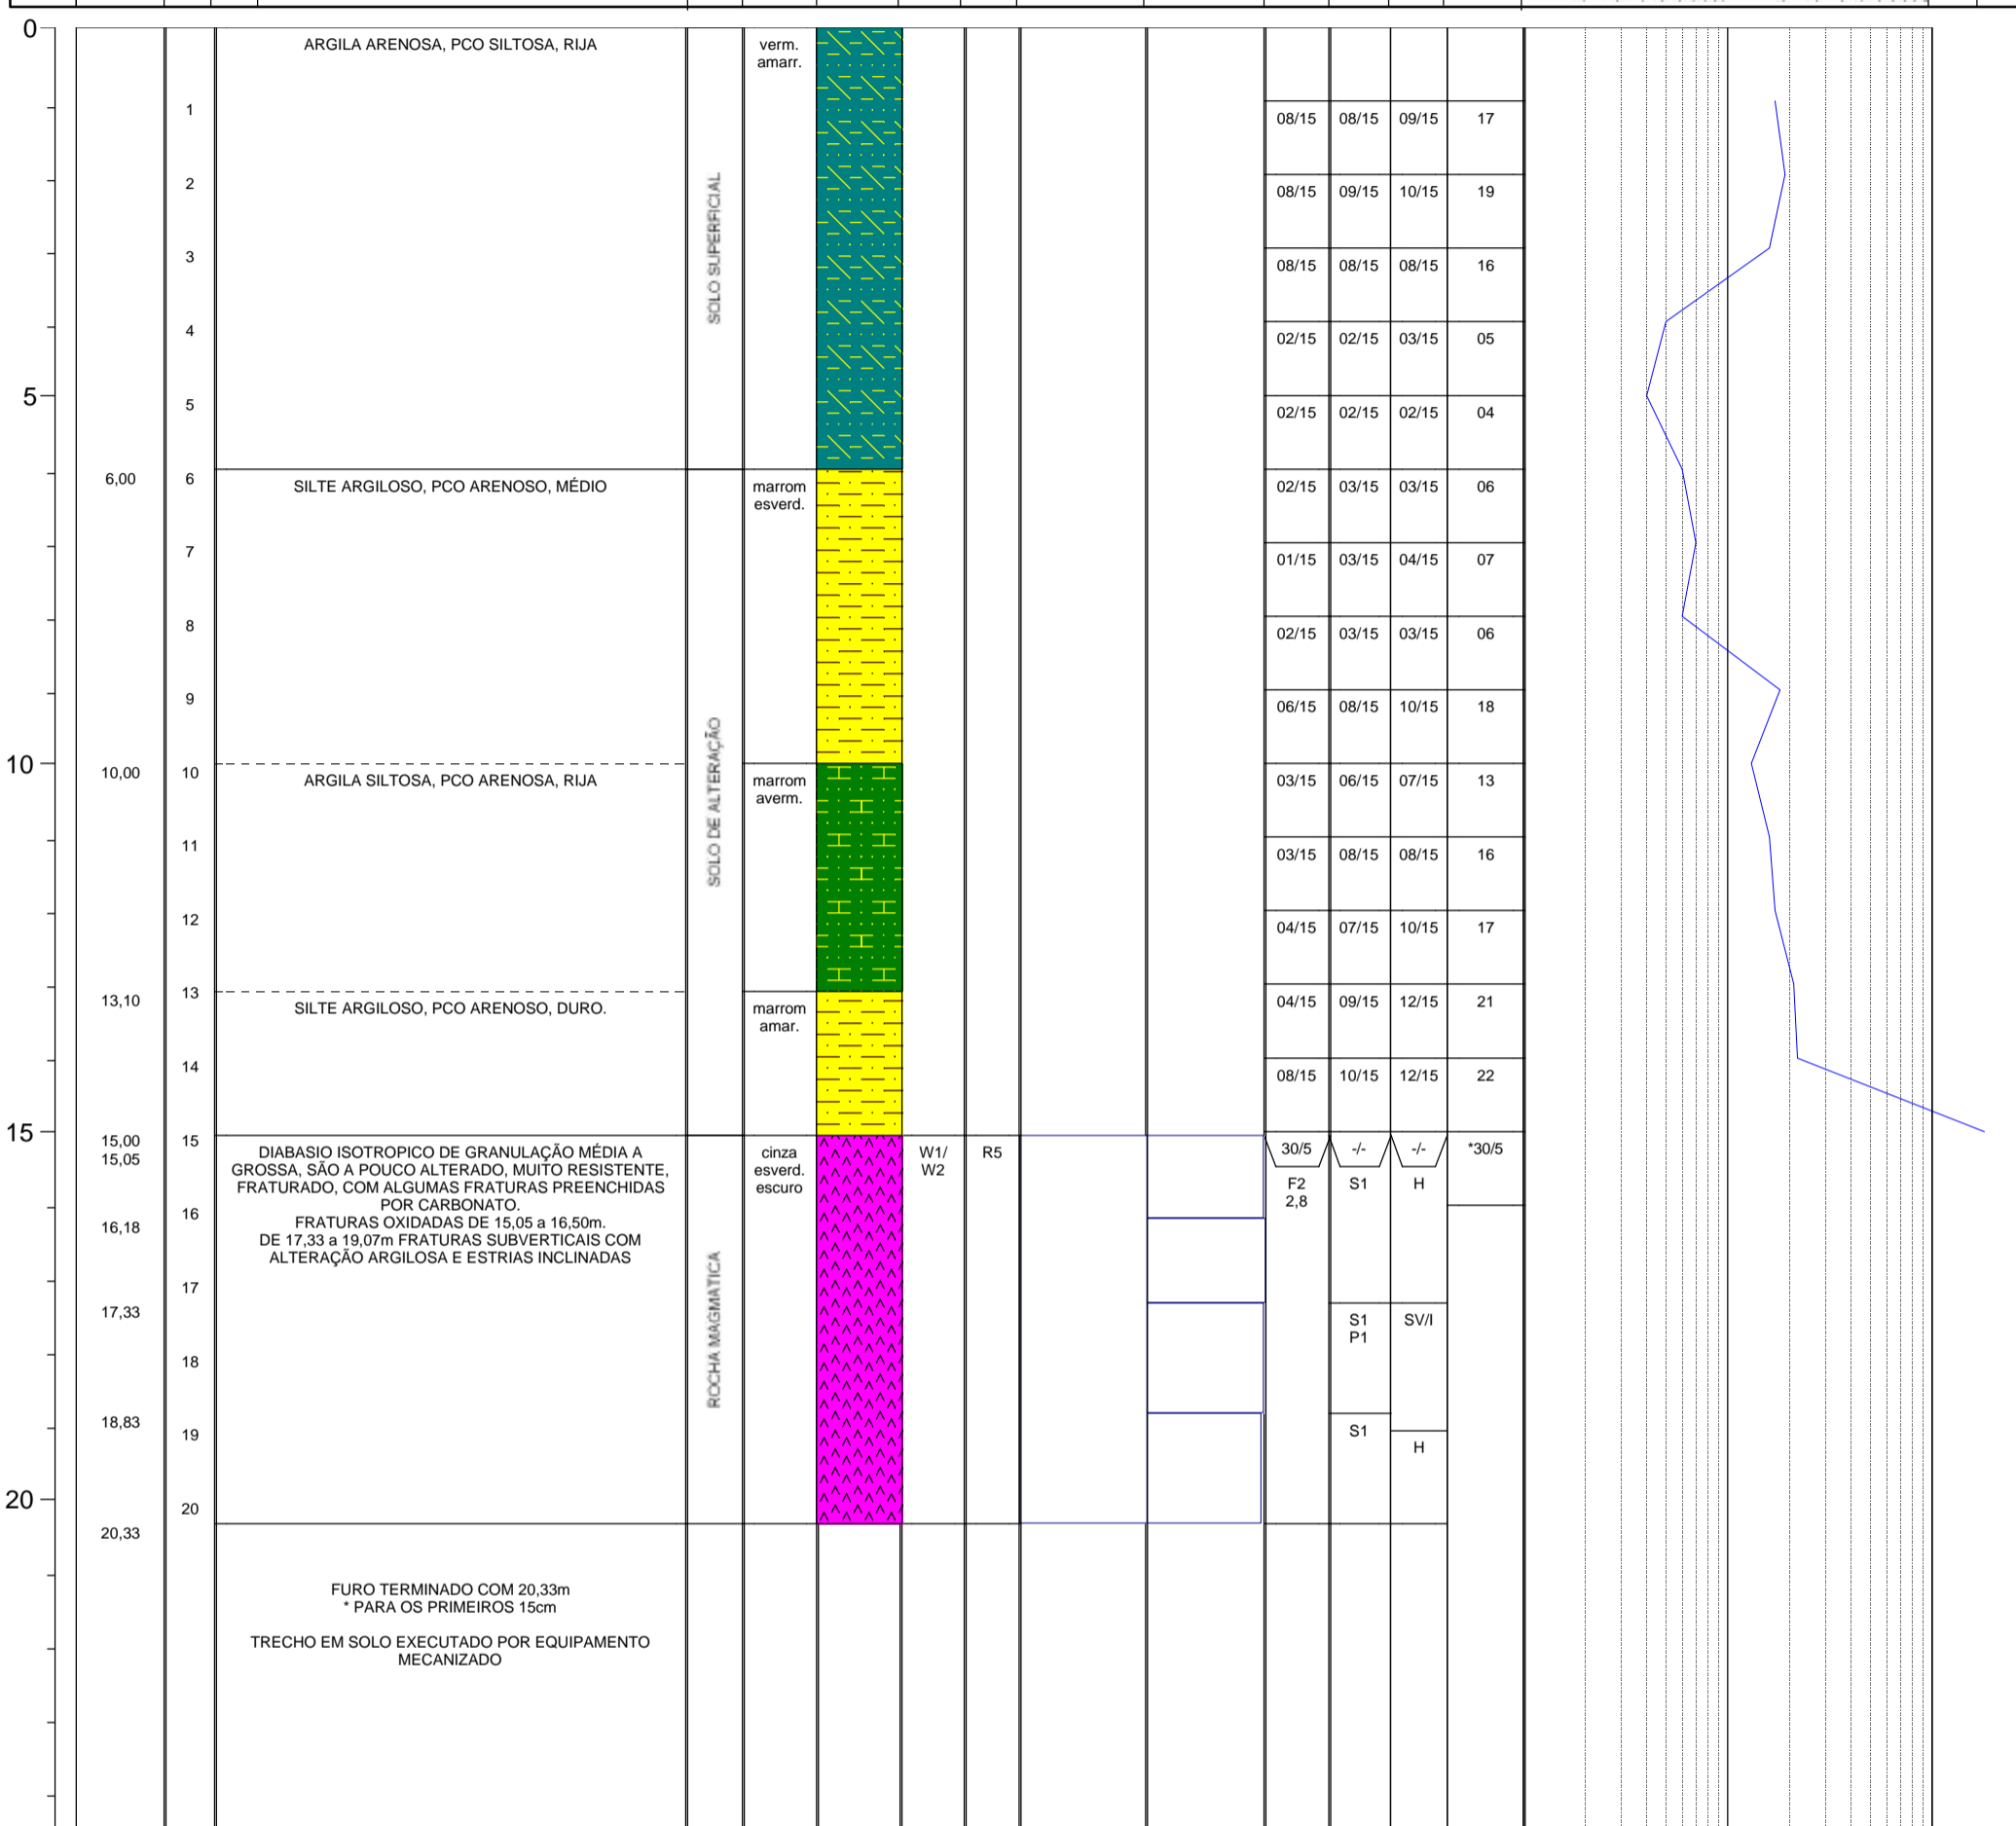 0
ARGILA ARENOSA, PCO SILTOSA, RIJA
verm.
amarr.
SOLO SUPERFICIAL
1
08/15 08/15 09/15 17
2
08/15 09/15 10/15 19
3
08/15 08/15 08/15 16
4
02/15 02/15 03/15 05
5
5
02/15 02/15 02/15 04
6,00 6
SILTE ARGILOSO, PCO ARENOSO, MÉDIO
marrom
esverd.
02/15 03/15 03/15 06
7
01/15 03/15 04/15 07
8
02/15 03/15 03/15 06
9
06/15 08/15 10/15 18
SOLO DE ALTERAÇÃO
10
10,00 10
ARGILA SILTOSA, PCO ARENOSA, RIJA
marrom
averm.
03/15 06/15 07/15 13
11
03/15 08/15 08/15 16
12
04/15 07/15 10/15 17
13,10 13
SILTE ARGILOSO, PCO ARENOSO, DURO.
marrom
amar.
04/15 09/15 12/15 21
14
08/15 10/15 12/15 22
15
15,00 15
15,05
DIABASIO ISOTROPICO DE GRANULAÇÃO MÉDIA A
GROSSA, SÃO A POUCO ALTERADO, MUITO RESISTENTE,
FRATURADO, COM ALGUMAS FRATURAS PREENCHIDAS
POR CARBONATO.
FRATURAS OXIDADAS DE 15,05 a 16,50m.
DE 17,33 a 19,07m FRATURAS SUBVERTICAIS COM
ALTERAÇÃO ARGILOSA E ESTRIAS INCLINADAS
ROCHA MAGMATICA
cinza
esverd.
escuro
W1/
W2
R5
30/5 -/- -/- *30/5
F2 S1 H
2,8
16
16,18
17
17,33
S1 SV/I
P1
18
18,83
19
S1
H
20
20
20,33
FURO TERMINADO COM 20,33m
* PARA OS PRIMEIROS 15cm
TRECHO EM SOLO EXECUTADO POR EQUIPAMENTO
MECANIZADO